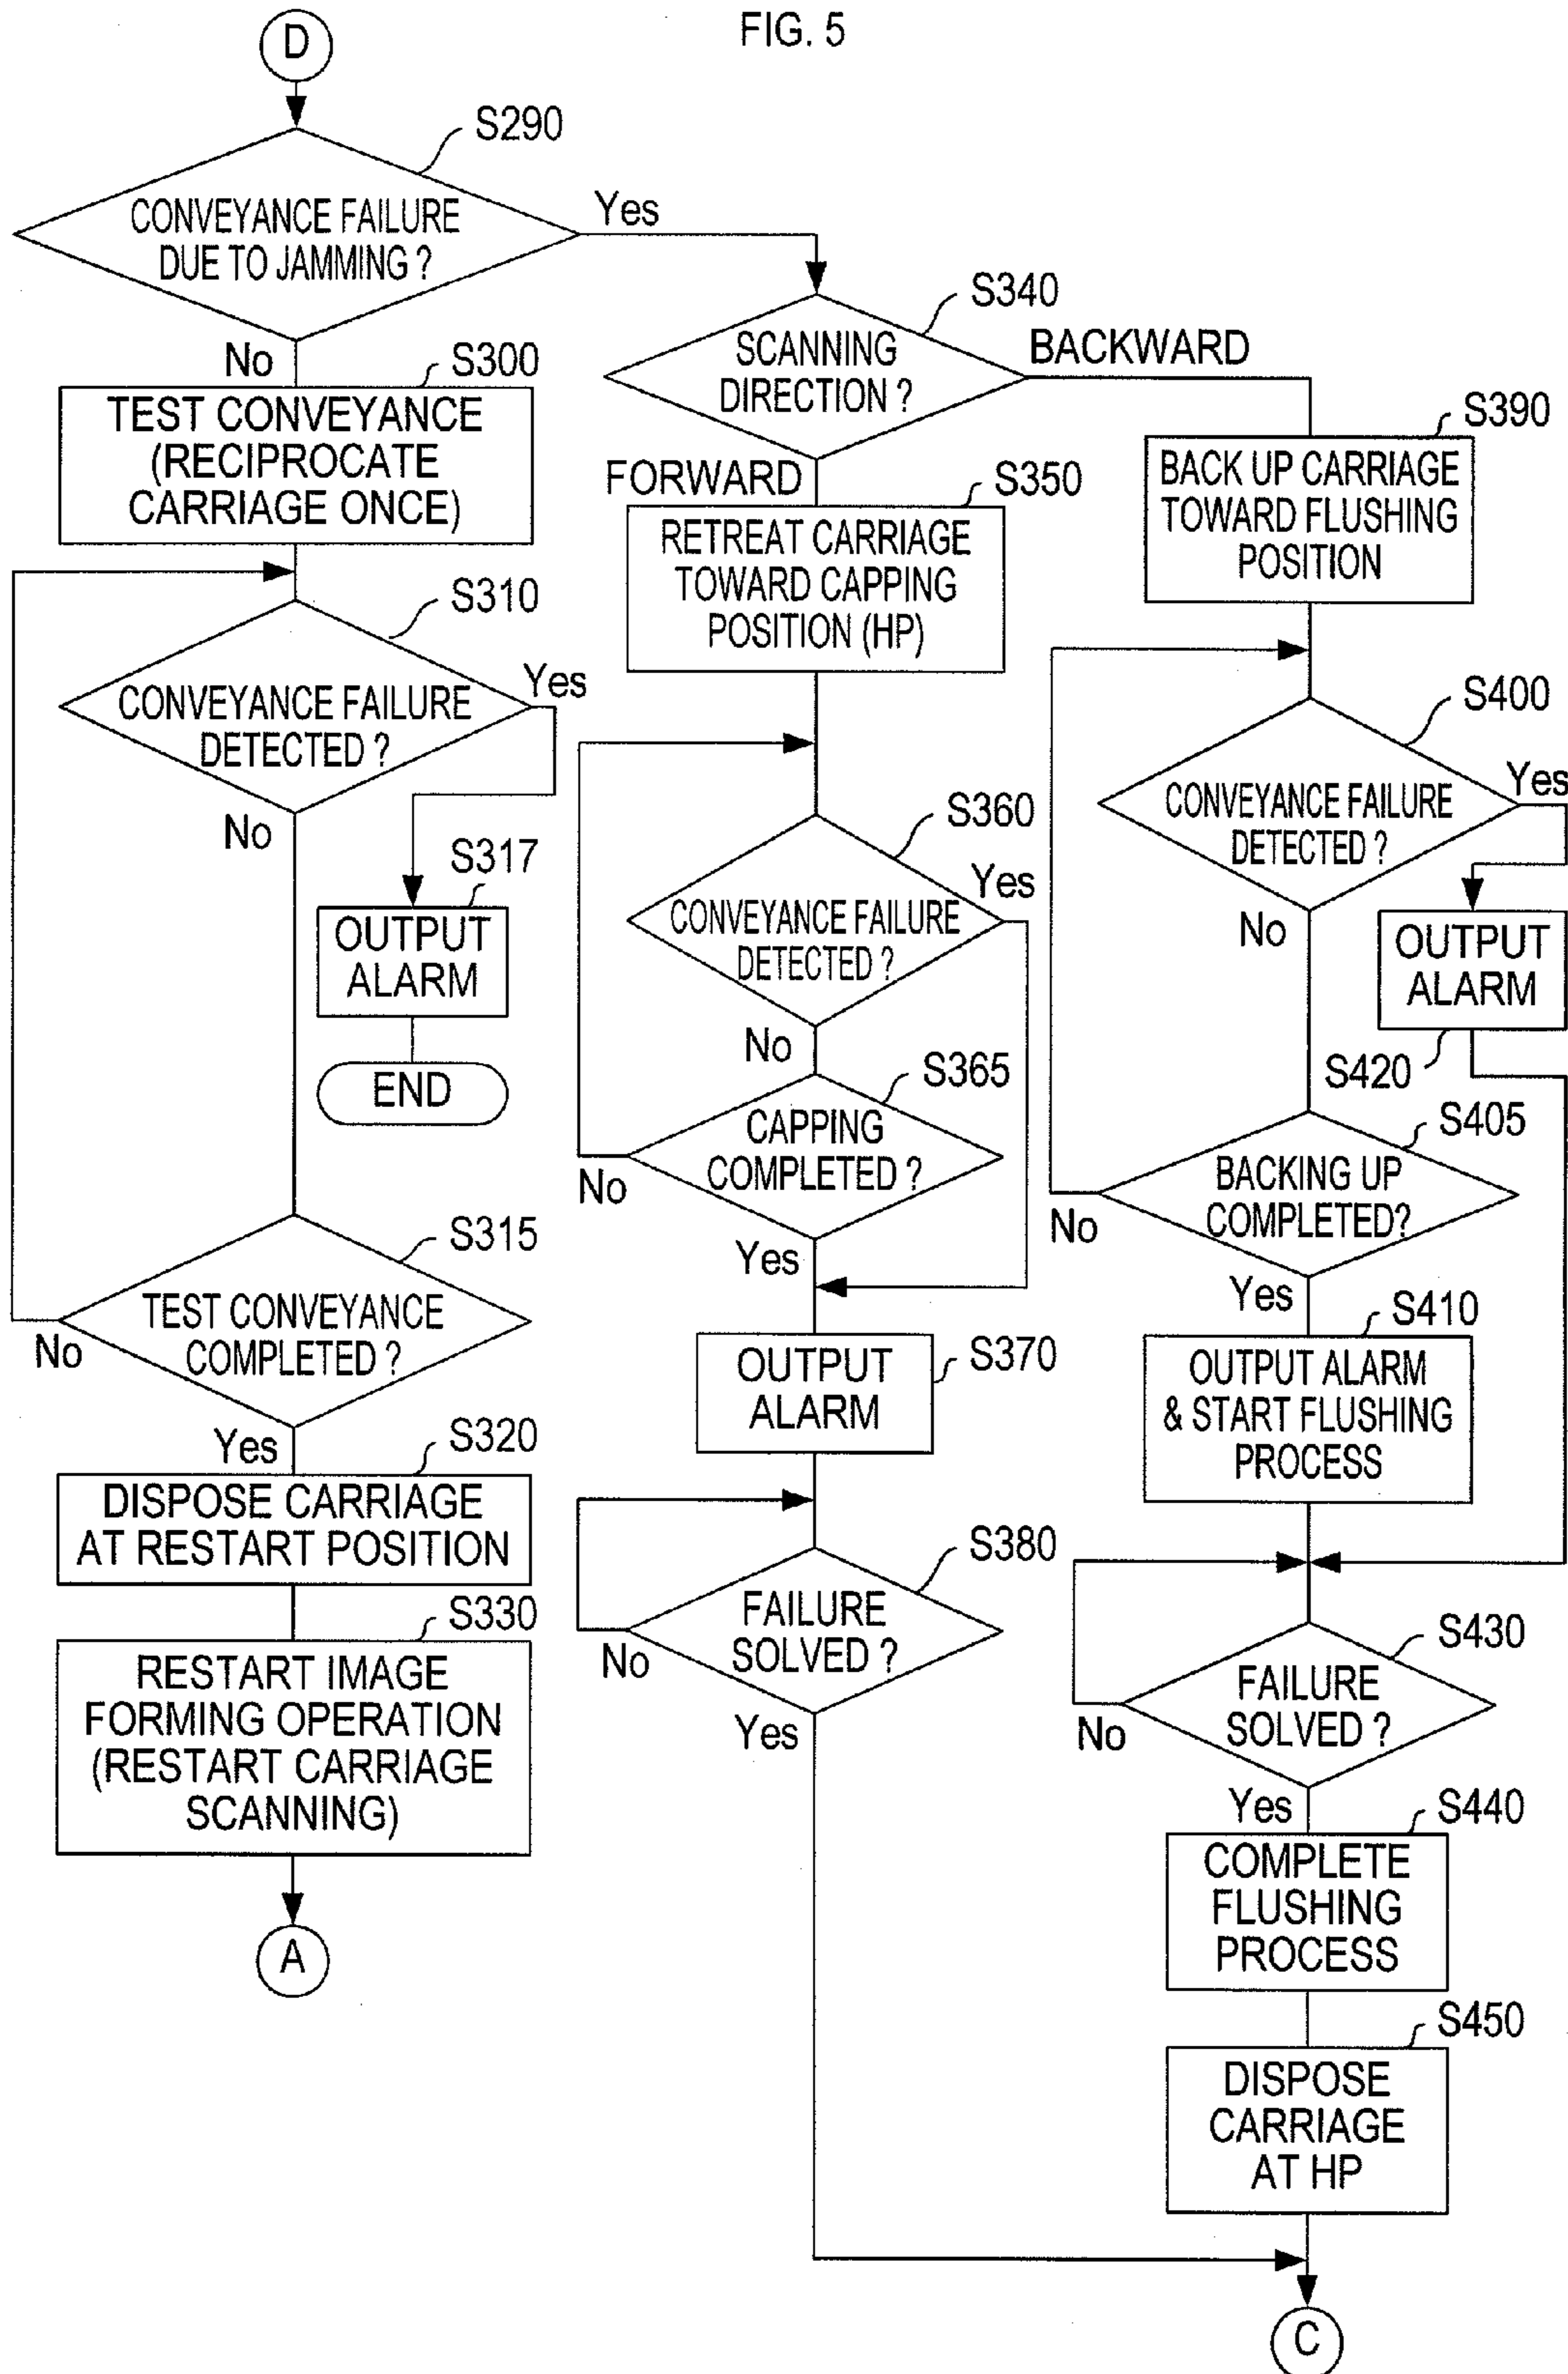 FIG. 5
D
S290
CONVEYANCE FAILURE
DUE TO JAMMING ?
Yes
No
S300
TEST CONVEYANCE
(RECIPROCATE
CARRIAGE ONCE)
S310
CONVEYANCE FAILURE
DETECTED ?
Yes
No
S317
OUTPUT
ALARM
END
S315
TEST CONVEYANCE
COMPLETED ?
No
Yes
S320
DISPOSE CARRIAGE
AT RESTART POSITION
S330
RESTART IMAGE
FORMING OPERATION
(RESTART CARRIAGE
SCANNING)
A
S340
SCANNING
DIRECTION ?
BACKWARD
FORWARD
S350
RETREAT CARRIAGE
TOWARD CAPPING
POSITION (HP)
S360
CONVEYANCE FAILURE
DETECTED ?
Yes
No
S365
CAPPING
COMPLETED ?
No
Yes
S370
OUTPUT
ALARM
S380
FAILURE
SOLVED ?
No
Yes
S390
BACK UP CARRIAGE
TOWARD FLUSHING
POSITION
S400
CONVEYANCE FAILURE
DETECTED ?
Yes
No
OUTPUT
ALARM
S420
S405
BACKING UP
COMPLETED?
No
Yes
S410
OUTPUT ALARM
& START FLUSHING
PROCESS
S430
FAILURE
SOLVED ?
No
Yes
S440
COMPLETE
FLUSHING
PROCESS
S450
DISPOSE
CARRIAGE
AT HP
C